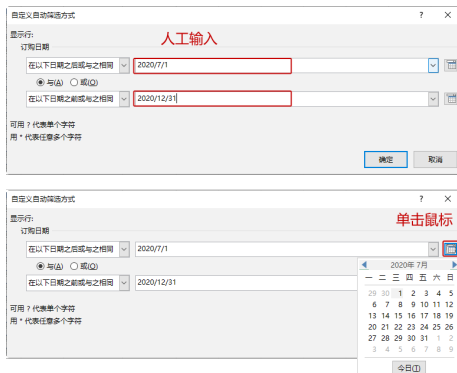 自定义自动筛选方式 ? ×
人工输入
显示行:
订购日期
在以下日期之后或与之相同 2020/7/1
与(A) 或(O)
在以下日期之前或与之相同 2020/12/31
可用 ? 代表单个字符
用 * 代表任意多个字符
确定 取消
自定义自动筛选方式 ? ×
单击鼠标
显示行:
订购日期
在以下日期之后或与之相同 2020/7/1
与(A) 或(O)
在以下日期之前或与之相同 2020/12/31
可用 ? 代表单个字符
用 * 代表任意多个字符
2020年 7月
一 二 三 四 五 六 日
29 30 1 2 3 4 5
6 7 8 9 10 11 12
13 14 15 16 17 18 19
20 21 22 23 24 25 26
27 28 29 30 31 1 2
3 4 5 6 7 8 9
今日(T)